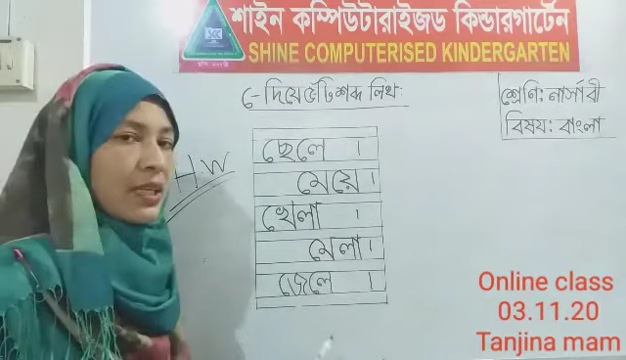 শাইন কম্পিউটারাইজড কিন্ডারগার্টেন
SHINE COMPUTERISED KINDERGARTEN
ে- দিয়ে ৫টি শব্দ লিখ:
শ্রেণি: নার্সারী
বিষয়: বাংলা
HW
ছেলে ।
মেয়ে ।
খেলা ।
মেলা ।
জেলে ।
Online class
03.11.20
Tanjina mam